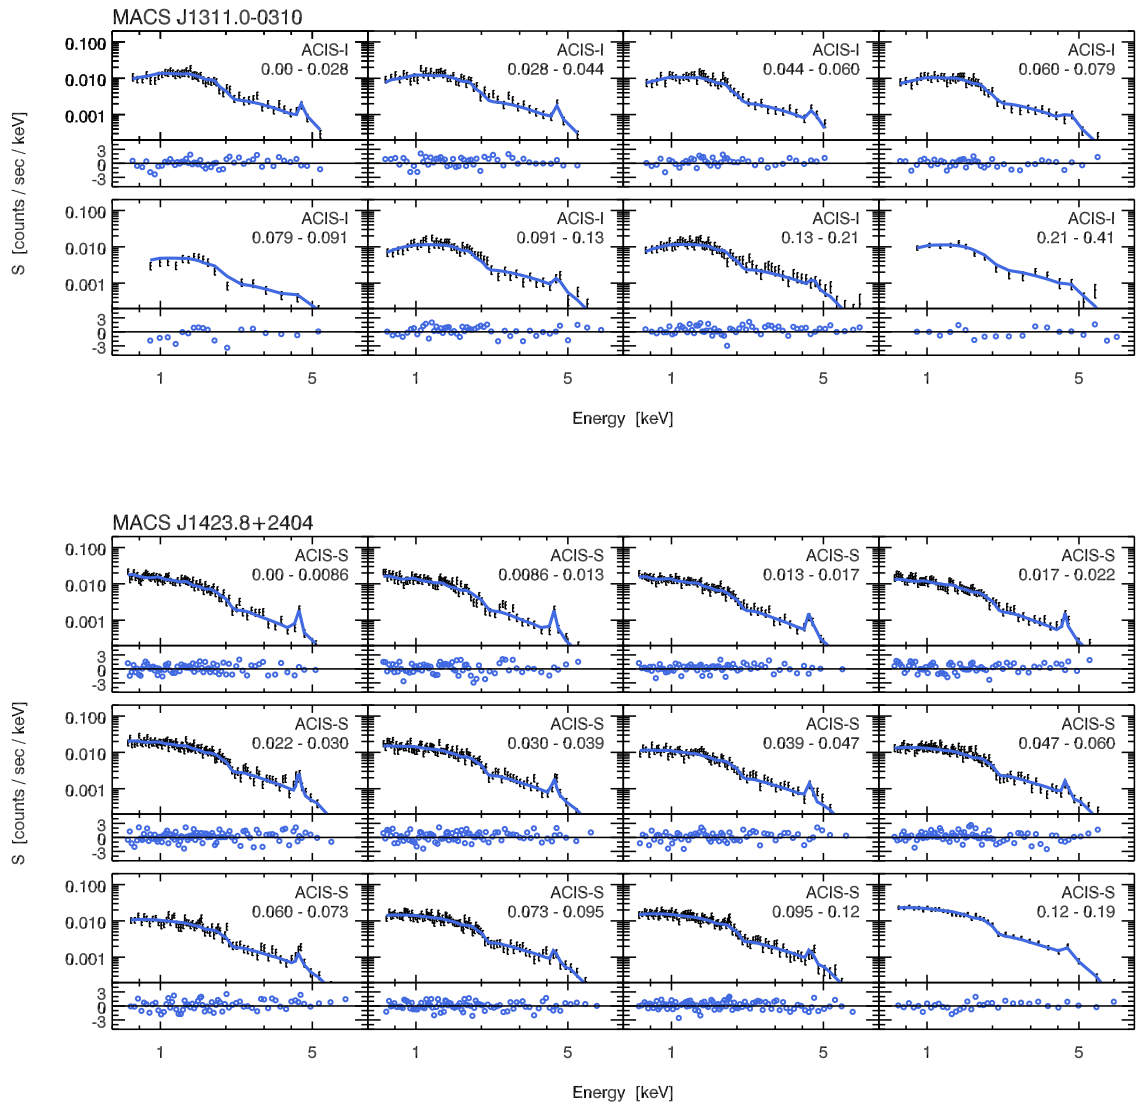 MACS J1311.0-0310
0.100
0.010
0.001
3
0
-3
ACIS-I
0.00 - 0.028
ACIS-I
0.028 - 0.044
ACIS-I
0.044 - 0.060
ACIS-I
0.060 - 0.079
S [counts / sec / keV]
0.100
0.010
0.001
3
0
-3
ACIS-I
0.079 - 0.091
ACIS-I
0.091 - 0.13
ACIS-I
0.13 - 0.21
ACIS-I
0.21 - 0.41
1 5 1 5 1 5 1 5
Energy [keV]
MACS J1423.8+2404
0.100
0.010
0.001
3
0
-3
ACIS-S
0.00 - 0.0086
ACIS-S
0.0086 - 0.013
ACIS-S
0.013 - 0.017
ACIS-S
0.017 - 0.022
S [counts / sec / keV]
0.100
0.010
0.001
3
0
-3
ACIS-S
0.022 - 0.030
ACIS-S
0.030 - 0.039
ACIS-S
0.039 - 0.047
ACIS-S
0.047 - 0.060
0.100
0.010
0.001
3
0
-3
ACIS-S
0.060 - 0.073
ACIS-S
0.073 - 0.095
ACIS-S
0.095 - 0.12
ACIS-S
0.12 - 0.19
1 5 1 5 1 5 1 5
Energy [keV]